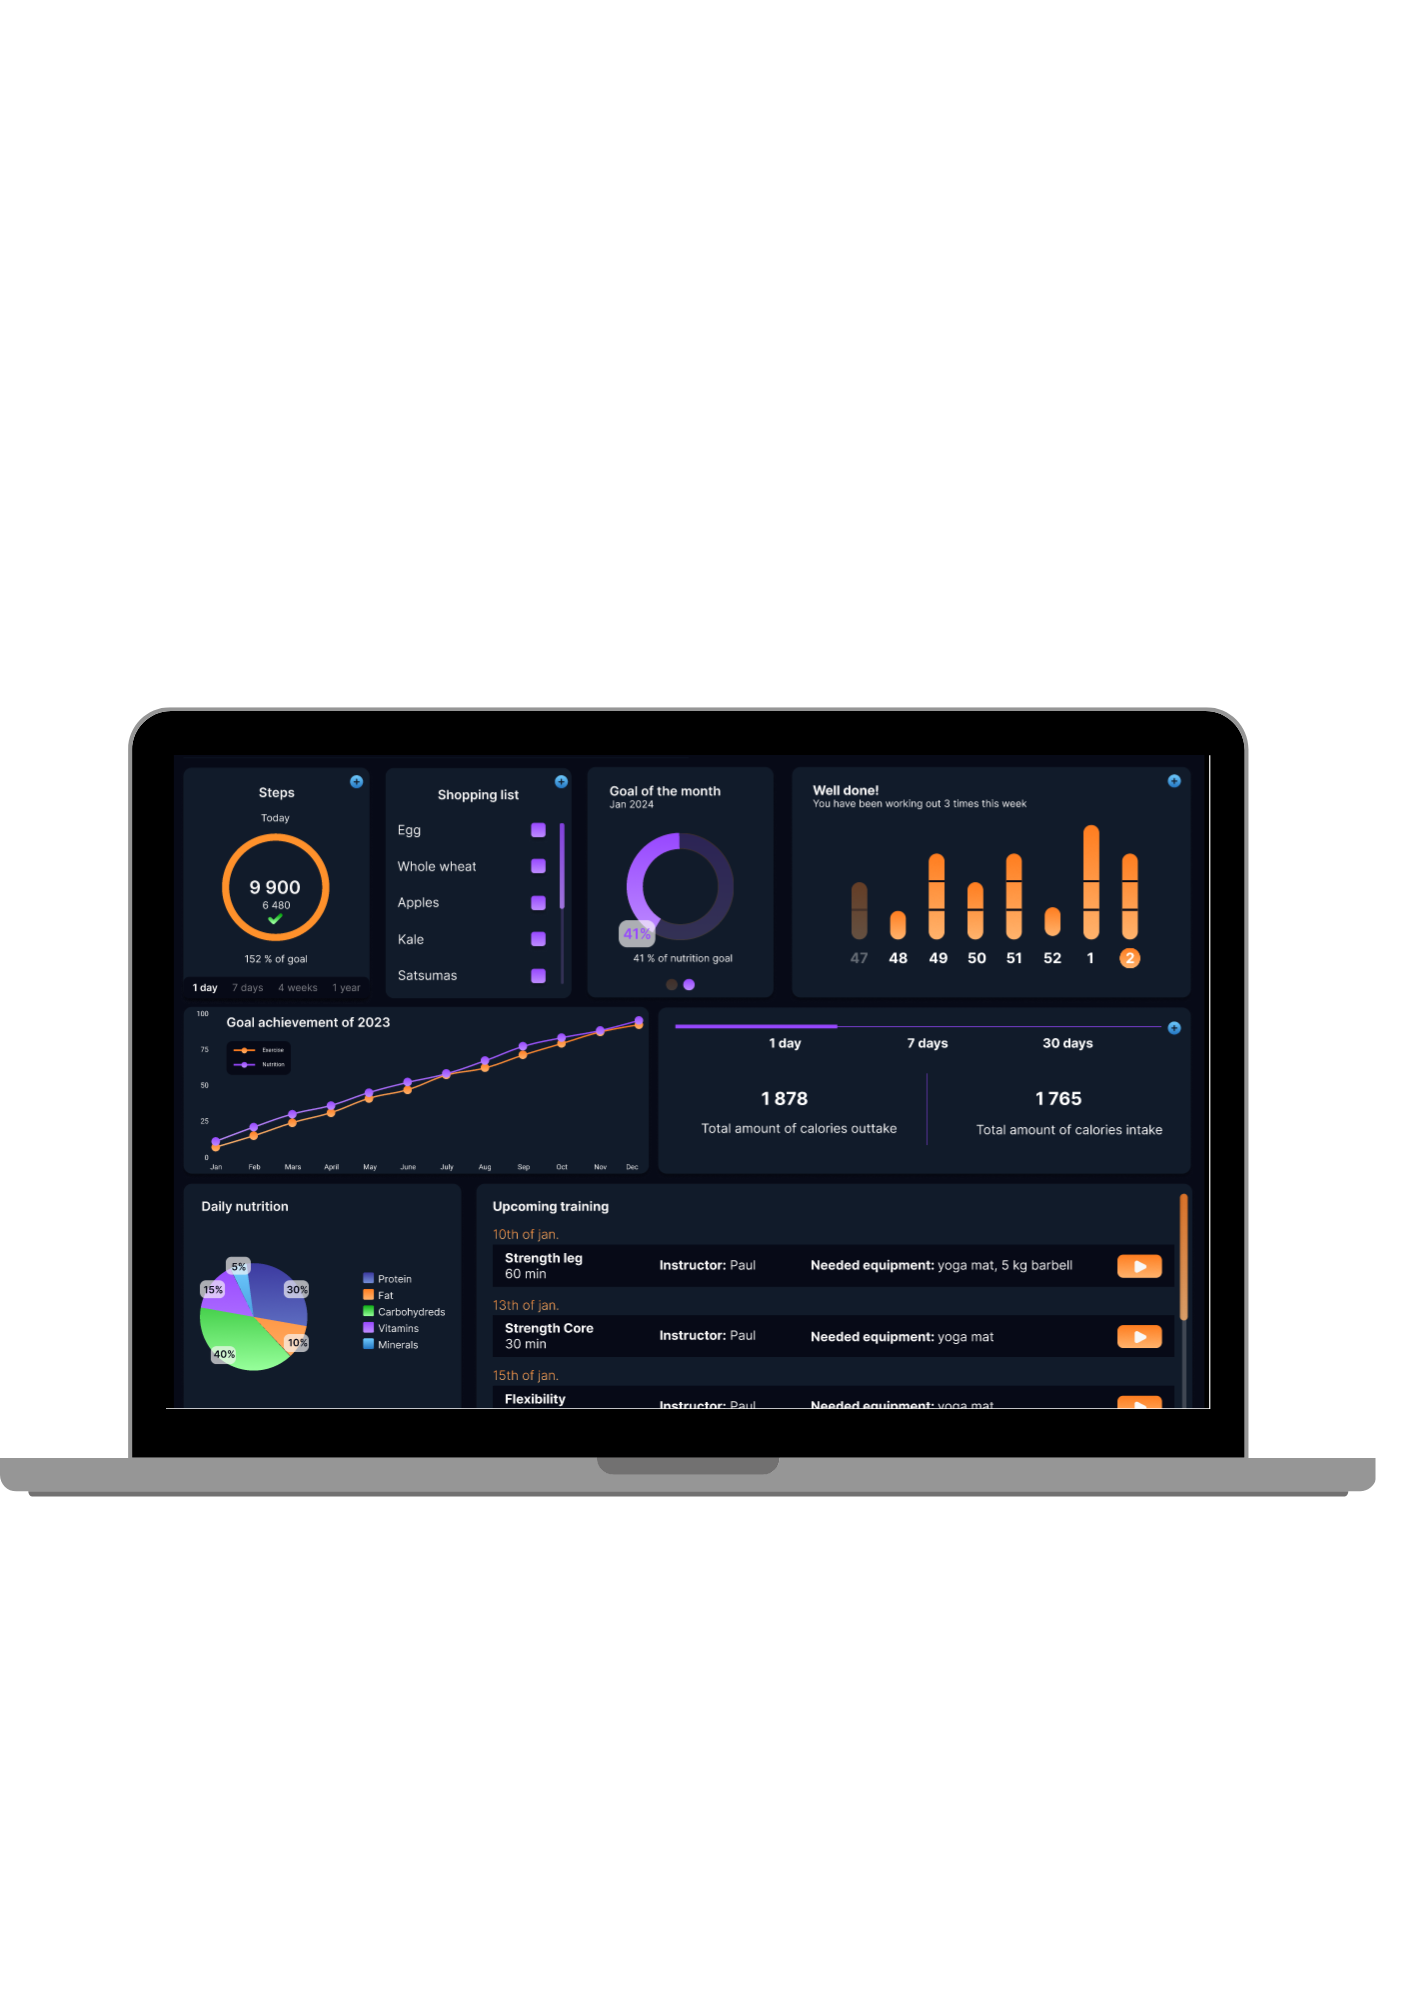 Steps
Today
9 900
6 480
152 % of goal
1 day 7 days 4 weeks 1 year
Shopping list
Egg
Whole wheat
Apples
Kale
Satsumas
Goal of the month
Jan 2024
41%
41 % of nutrition goal
Well done!
You have been working out 3 times this week
47 48 49 50 51 52 1 2
Goal achievement of 2023
Exercise
Nutrition
100
75
50
25
0
Jan Feb Mars April May June July Aug Sep Oct Nov Dec
1 day 7 days 30 days
1 878
Total amount of calories outtake
1 765
Total amount of calories intake
Daily nutrition
5%
15%
30%
10%
40%
Protein
Fat
Carbohydreds
Vitamins
Minerals
Upcoming training
10th of jan.
Strength leg
60 min
Instructor: Paul
Needed equipment: yoga mat, 5 kg barbell
13th of jan.
Strength Core
30 min
Instructor: Paul
Needed equipment: yoga mat
15th of jan.
Flexibility
Instructor: Paul
Needed equipment: yoga mat